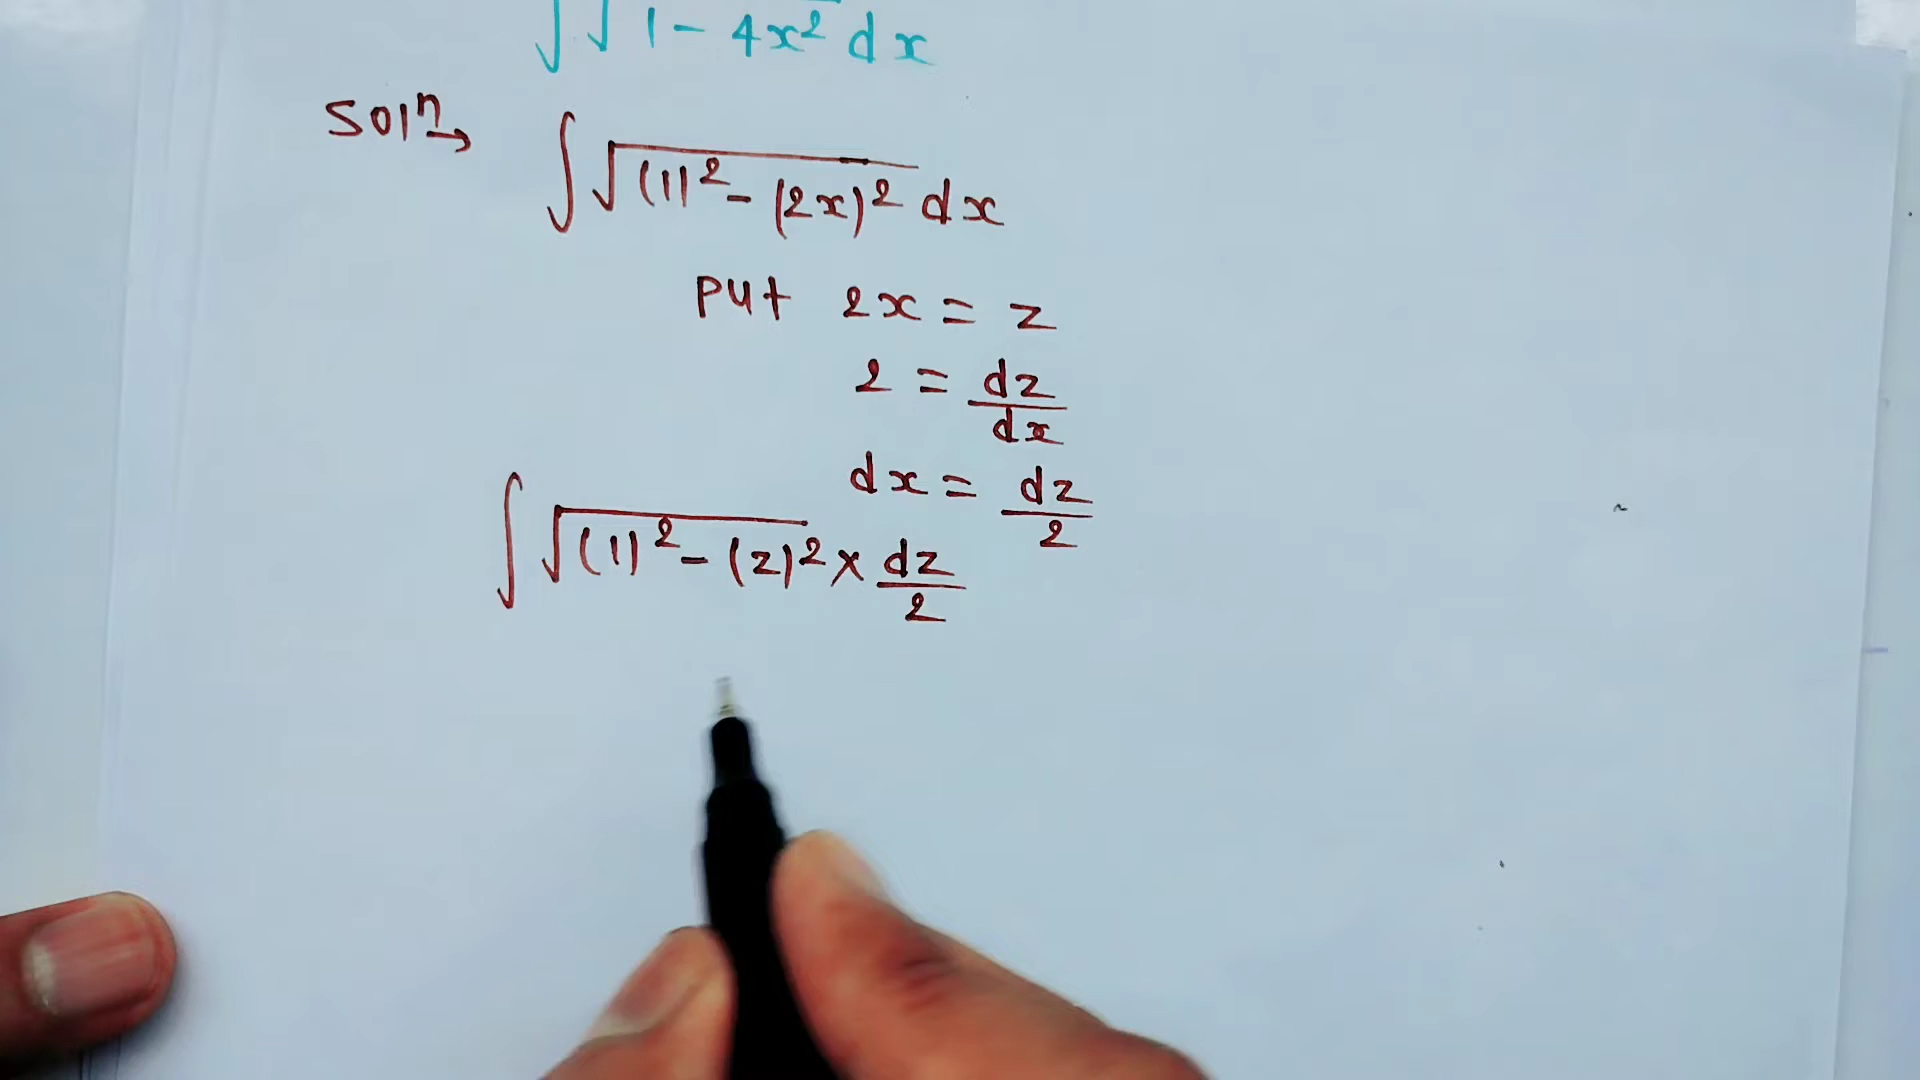 ∫√1 - 4x² dx
Solⁿ→ ∫√(1)² - (2x)² dx
Put 2x = z
2 = dz/dx
dx = dz/2
∫√(1)² - (z)² × dz/2